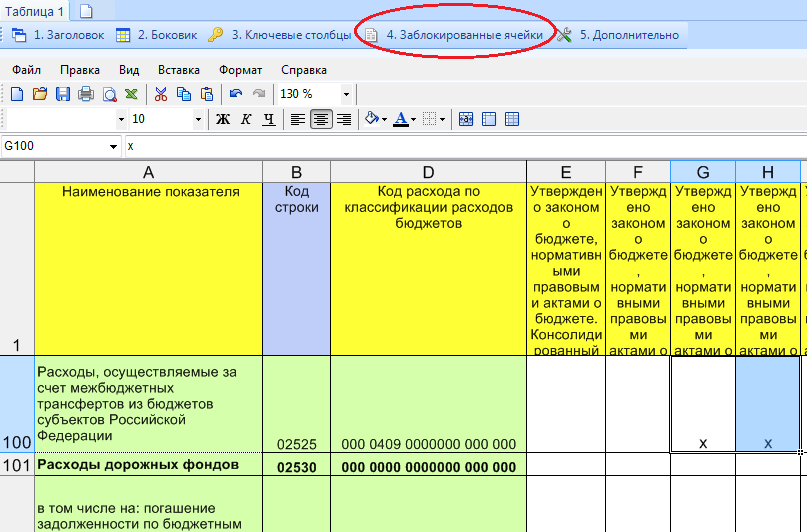 Таблица 1
1. Заголовок 2. Боковик 3. Ключевые столбцы 4. Заблокированные ячейки 5. Дополнительно
Файл Правка Вид Вставка Формат Справка
130 %
10 Ж К Ч А
G100 x
A B D E F G H
1
Наименование показателя
Код
строки
Код расхода по
классификации расходов
бюджетов
Утвержден
о законом
о
бюджете,
нормативн
ыми
правовым
и актами о
бюджете.
Консолиди
рованный
Утвержд
ено
законом
о
бюджете
,
нормати
вными
правовы
ми
актами о
Утвержд
ено
законом
о
бюджете
,
нормати
вными
правовы
ми
актами о
Утвержд
ено
законом
о
бюджете
,
нормати
вными
правовы
ми
актами о
100
Расходы, осуществляемые за
счет межбюджетных
трансфертов из бюджетов
субъектов Российской
Федерации
02525 000 0409 0000000 000 000 x x
101 Расходы дорожных фондов 02530 000 0000 0000000 000 000
в том числе на: погашение
задолженности по бюджетным